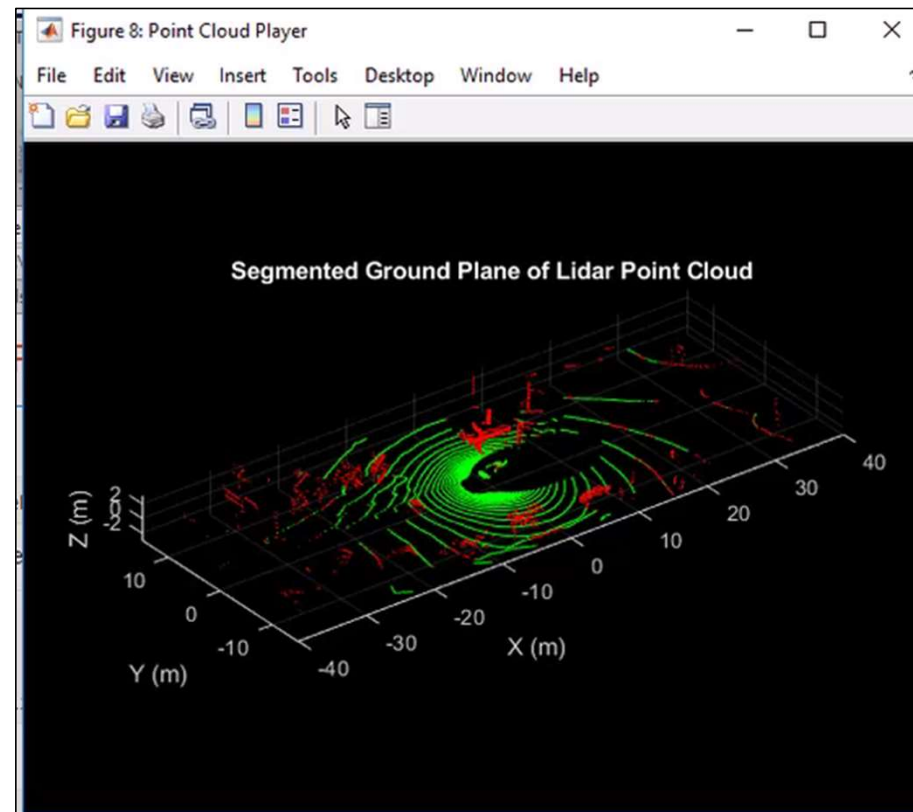 Figure 8: Point Cloud Player
File Edit View Insert Tools Desktop Window Help
Segmented Ground Plane of Lidar Point Cloud
2
0
-2
Z (m)
10
0
-10
Y (m)
-40
-30
-20
-10
0
10
20
30
40
X (m)